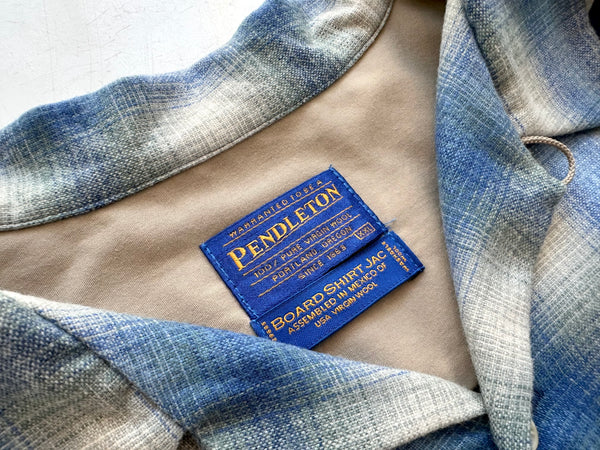 WARRANTED TO BE A
PENDLETON
100% PURE VIRGIN WOOL
PORTLAND, OREGON
SINCE 1863
XXL
BOARD SHIRT JAC
ASSEMBLED IN MEXICO OF
USA VIRGIN WOOL